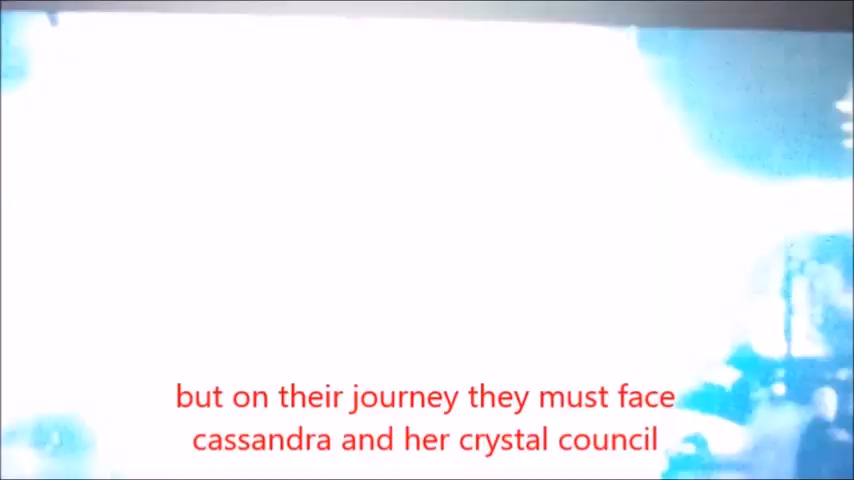 but on their journey they must face
cassandra and her crystal council